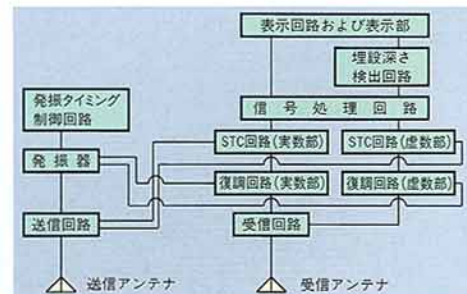 表示回路および表示部
埋設深さ
検出回路
発振タイミング
制御回路
信号処理回路
STC回路(実数部)
STC回路(虚数部)
発振器
復調回路(実数部)
復調回路(虚数部)
送信回路
受信回路
送信アンテナ
受信アンテナ